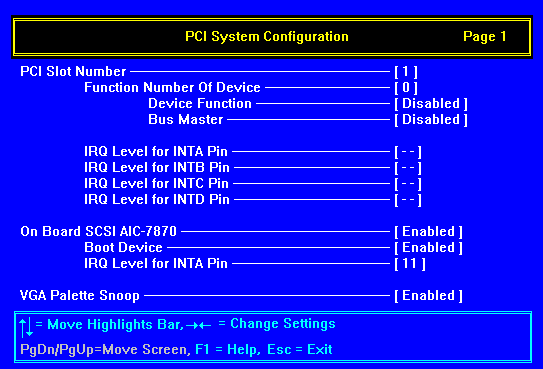 PCI System Configuration Page 1
PCI Slot Number [ 1 ]
Function Number Of Device [ 0 ]
Device Function [ Disabled ]
Bus Master [ Disabled ]
IRQ Level for INTA Pin [ - - ]
IRQ Level for INTB Pin [ - - ]
IRQ Level for INTC Pin [ - - ]
IRQ Level for INTD Pin [ - - ]
On Board SCSI AIC-7870 [ Enabled ]
Boot Device [ Enabled ]
IRQ Level for INTA Pin [ 11 ]
VGA Palette Snoop [ Enabled ]
↑↓ = Move Highlights Bar, →← = Change Settings
PgDn/PgUp=Move Screen, F1 = Help, Esc = Exit